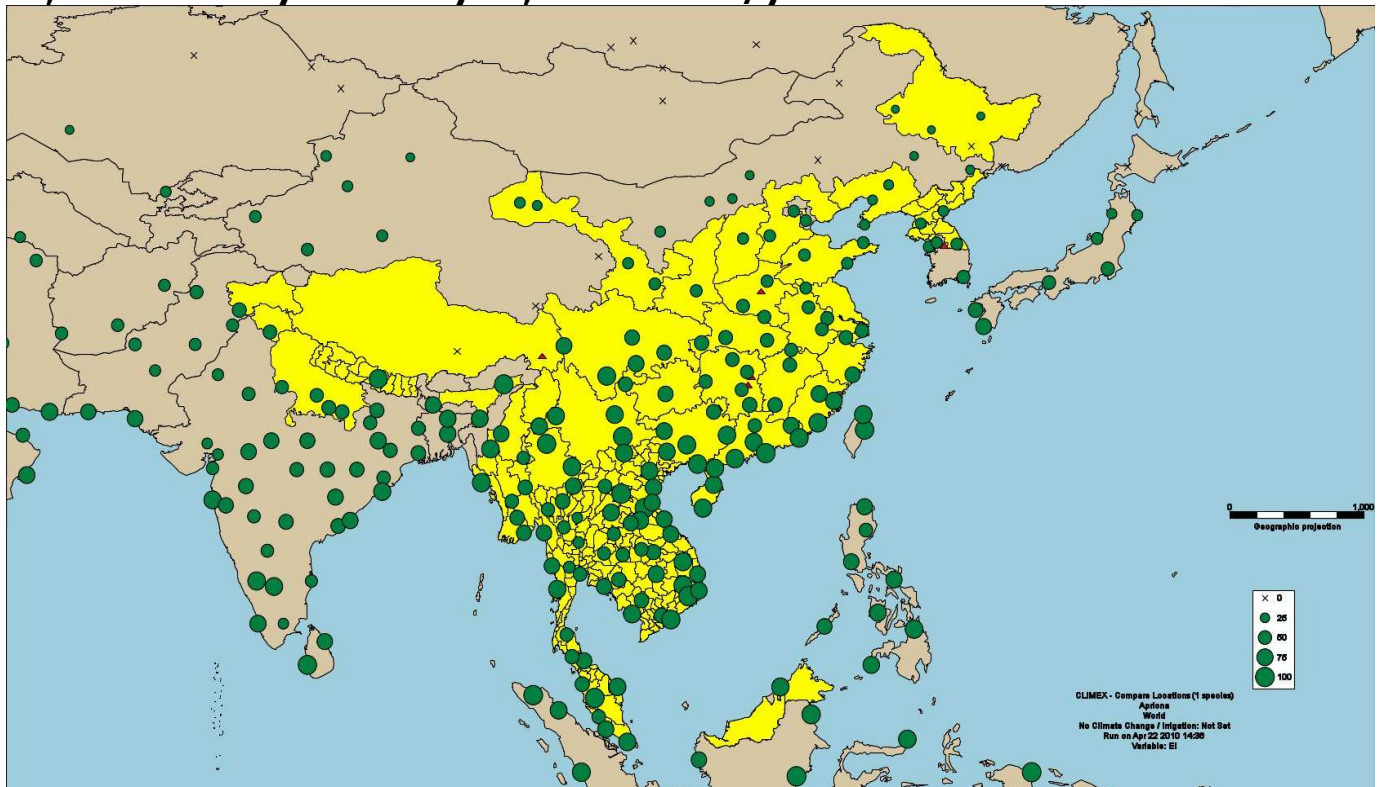 0 1,000
Geographic projection
× 0
25
50
75
100
CLIMEX - Compare Locations (1 species)
Apriona
World
No Climate Change / Irrigation: Not Set
Run on Apr 22 2010 14:36
Variable: EI